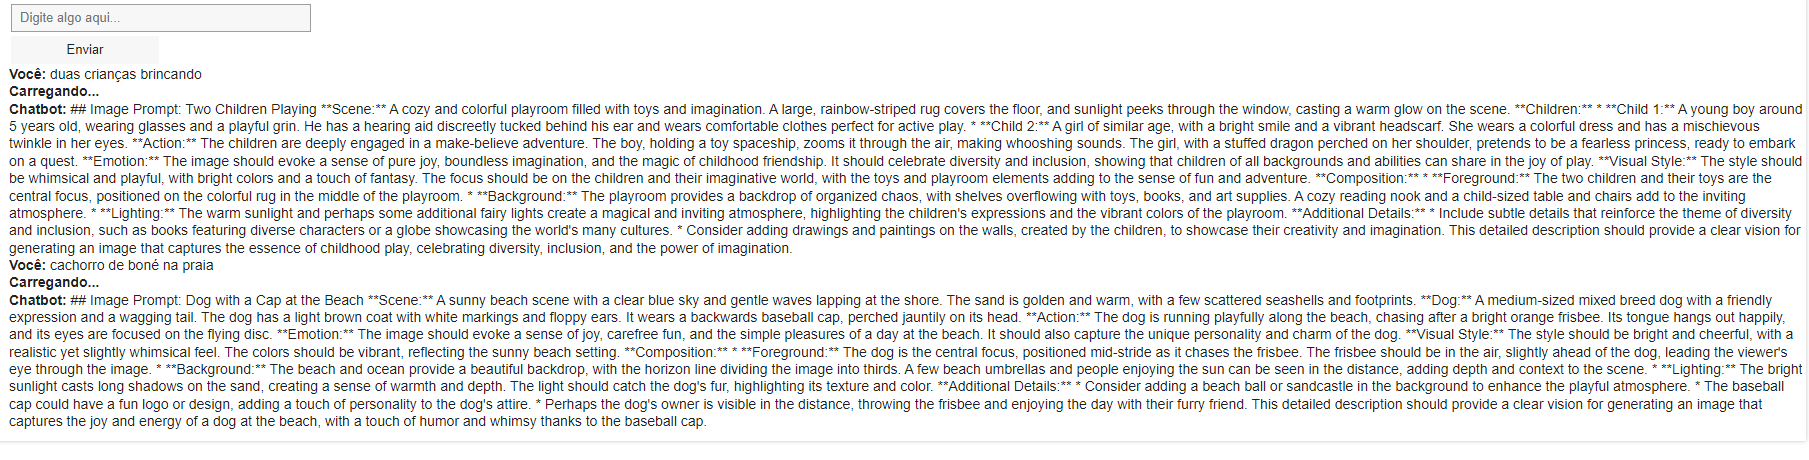 Digite algo aqui...
Enviar
Você: duas crianças brincando
Carregando...
Chatbot: ## Image Prompt: Two Children Playing **Scene:** A cozy and colorful playroom filled with toys and imagination. A large, rainbow-striped rug covers the floor, and sunlight peeks through the window, casting a warm glow on the scene. **Children:** * **Child 1:** A young boy around
5 years old, wearing glasses and a playful grin. He has a hearing aid discreetly tucked behind his ear and wears comfortable clothes perfect for active play. * **Child 2:** A girl of similar age, with a bright smile and a vibrant headscarf. She wears a colorful dress and has a mischievous
twinkle in her eyes. **Action:** The children are deeply engaged in a make-believe adventure. The boy, holding a toy spaceship, zooms it through the air, making whooshing sounds. The girl, with a stuffed dragon perched on her shoulder, pretends to be a fearless princess, ready to embark
on a quest. **Emotion:** The image should evoke a sense of pure joy, boundless imagination, and the magic of childhood friendship. It should celebrate diversity and inclusion, showing that children of all backgrounds and abilities can share in the joy of play. **Visual Style:** The style should
be whimsical and playful, with bright colors and a touch of fantasy. The focus should be on the children and their imaginative world, with the toys and playroom elements adding to the sense of fun and adventure. **Composition:** * **Foreground:** The two children and their toys are the
central focus, positioned on the colorful rug in the middle of the playroom. * **Background:** The playroom provides a backdrop of organized chaos, with shelves overflowing with toys, books, and art supplies. A cozy reading nook and a child-sized table and chairs add to the inviting
atmosphere. * **Lighting:** The warm sunlight and perhaps some additional fairy lights create a magical and inviting atmosphere, highlighting the children's expressions and the vibrant colors of the playroom. **Additional Details:** * Include subtle details that reinforce the theme of diversity
and inclusion, such as books featuring diverse characters or a globe showcasing the world's many cultures. * Consider adding drawings and paintings on the walls, created by the children, to showcase their creativity and imagination. This detailed description should provide a clear vision for
generating an image that captures the essence of childhood play, celebrating diversity, inclusion, and the power of imagination.
Você: cachorro de boné na praia
Carregando...
Chatbot: ## Image Prompt: Dog with a Cap at the Beach **Scene:** A sunny beach scene with a clear blue sky and gentle waves lapping at the shore. The sand is golden and warm, with a few scattered seashells and footprints. **Dog:** A medium-sized mixed breed dog with a friendly
expression and a wagging tail. The dog has a light brown coat with white markings and floppy ears. It wears a backwards baseball cap, perched jauntily on its head. **Action:** The dog is running playfully along the beach, chasing after a bright orange frisbee. Its tongue hangs out happily,
and its eyes are focused on the flying disc. **Emotion:** The image should evoke a sense of joy, carefree fun, and the simple pleasures of a day at the beach. It should also capture the unique personality and charm of the dog. **Visual Style:** The style should be bright and cheerful, with a
realistic yet slightly whimsical feel. The colors should be vibrant, reflecting the sunny beach setting. **Composition:** * **Foreground:** The dog is the central focus, positioned mid-stride as it chases the frisbee. The frisbee should be in the air, slightly ahead of the dog, leading the viewer's
eye through the image. * **Background:** The beach and ocean provide a beautiful backdrop, with the horizon line dividing the image into thirds. A few beach umbrellas and people enjoying the sun can be seen in the distance, adding depth and context to the scene. * **Lighting:** The bright
sunlight casts long shadows on the sand, creating a sense of warmth and depth. The light should catch the dog's fur, highlighting its texture and color. **Additional Details:** * Consider adding a beach ball or sandcastle in the background to enhance the playful atmosphere. * The baseball
cap could have a fun logo or design, adding a touch of personality to the dog's attire. * Perhaps the dog's owner is visible in the distance, throwing the frisbee and enjoying the day with their furry friend. This detailed description should provide a clear vision for generating an image that
captures the joy and energy of a dog at the beach, with a touch of humor and whimsy thanks to the baseball cap.